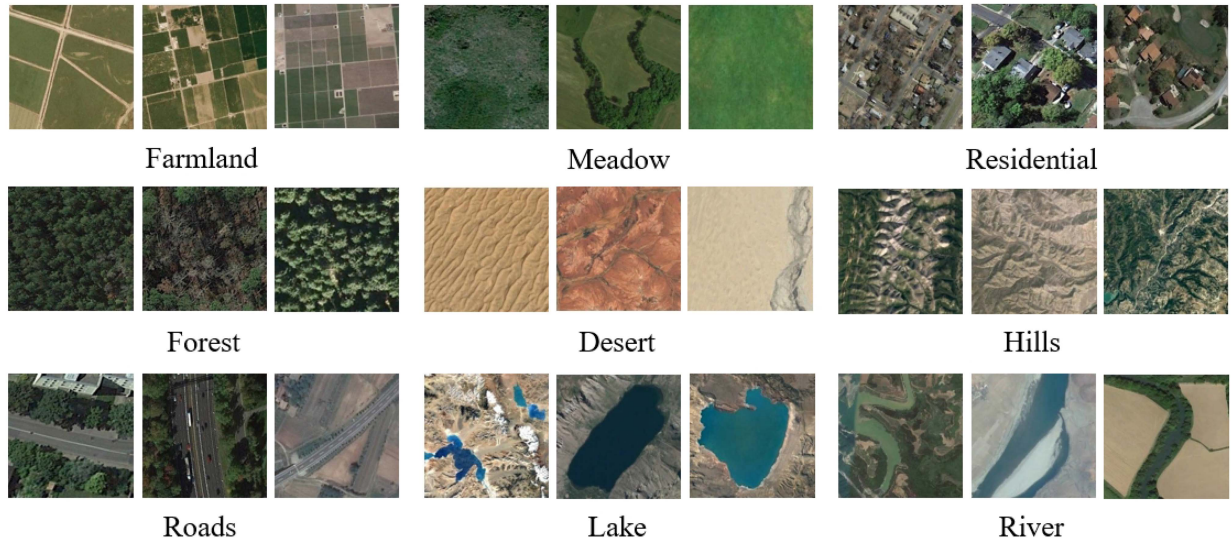 Farmland
Meadow
Residential
Forest
Desert
Hills
Roads
Lake
River